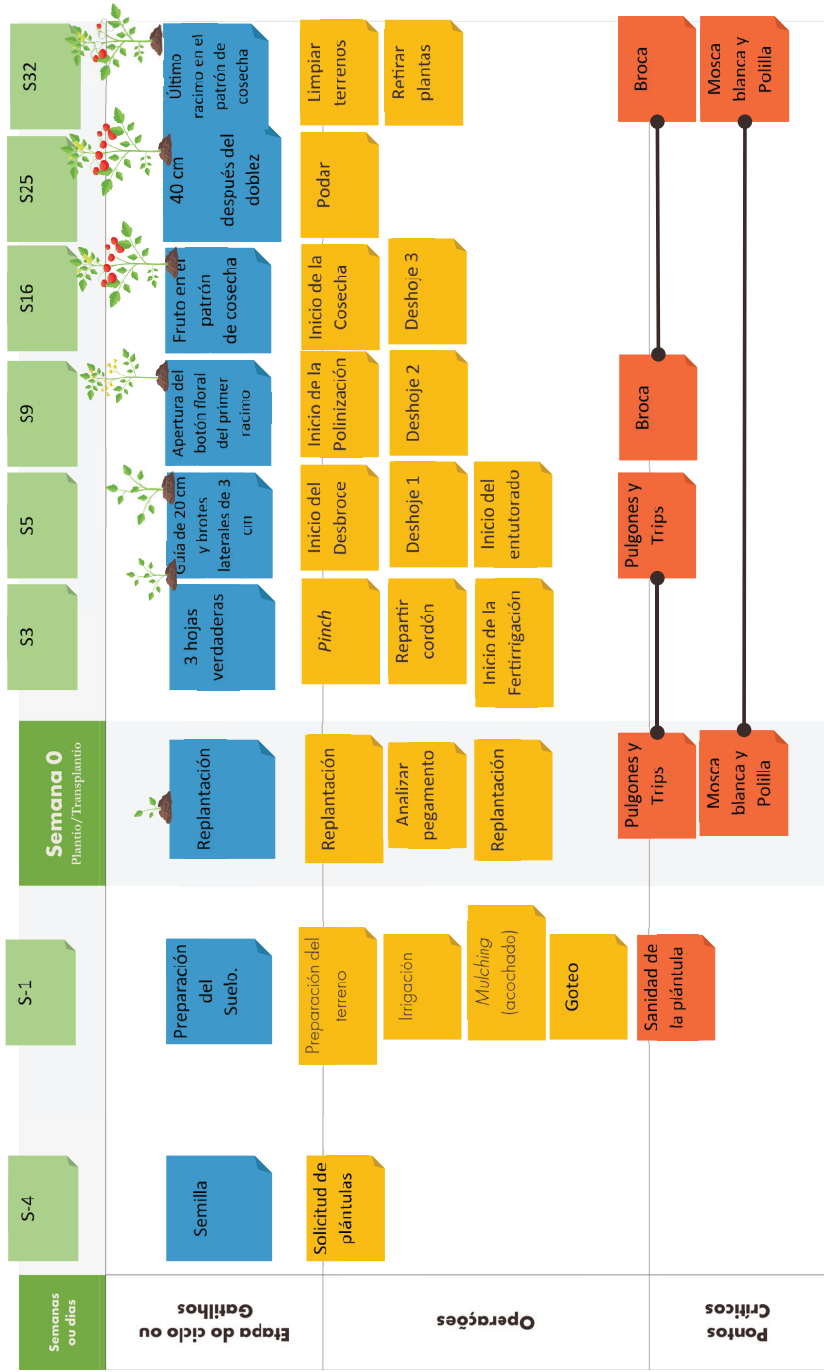 Semanas
ou dias
S-4
S-1
Semana 0
Plantio/Transplantio
S3
S5
S9
S16
S25
S32
Etapa do ciclo ou
Gatilhos
Semilla
Preparación
del
Suelo.
Replantación
3 hojas
verdaderas
Guía de 20 cm
y brotes
laterales de 3
cm
Apertura del
botón floral
del primer
racimo
Fruto en el
patrón
de cosecha
40 cm
después del
doblez
Último
racimo en el
patrón de
cosecha
Operações
Solicitud de
plántulas
Preparación del
terreno
Irrigación
Mulching
(acochado)
Goteo
Replantación
Analizar
pegamento
Replantación
Pinch
Repartir
cordón
Inicio de la
Fertirrigación
Inicio del
Desbroce
Deshoje 1
Inicio del
entutorado
Inicio de la
Polinización
Deshoje 2
Inicio de la
Cosecha
Deshoje 3
Podar
Limpiar
terrenos
Retirar
plantas
Pontos
Críticos
Sanidad de
la plántula
Pulgones y
Trips
Mosca
blanca y
Polilla
Pulgones y
Trips
Broca
Broca
Mosca
blanca y
Polilla